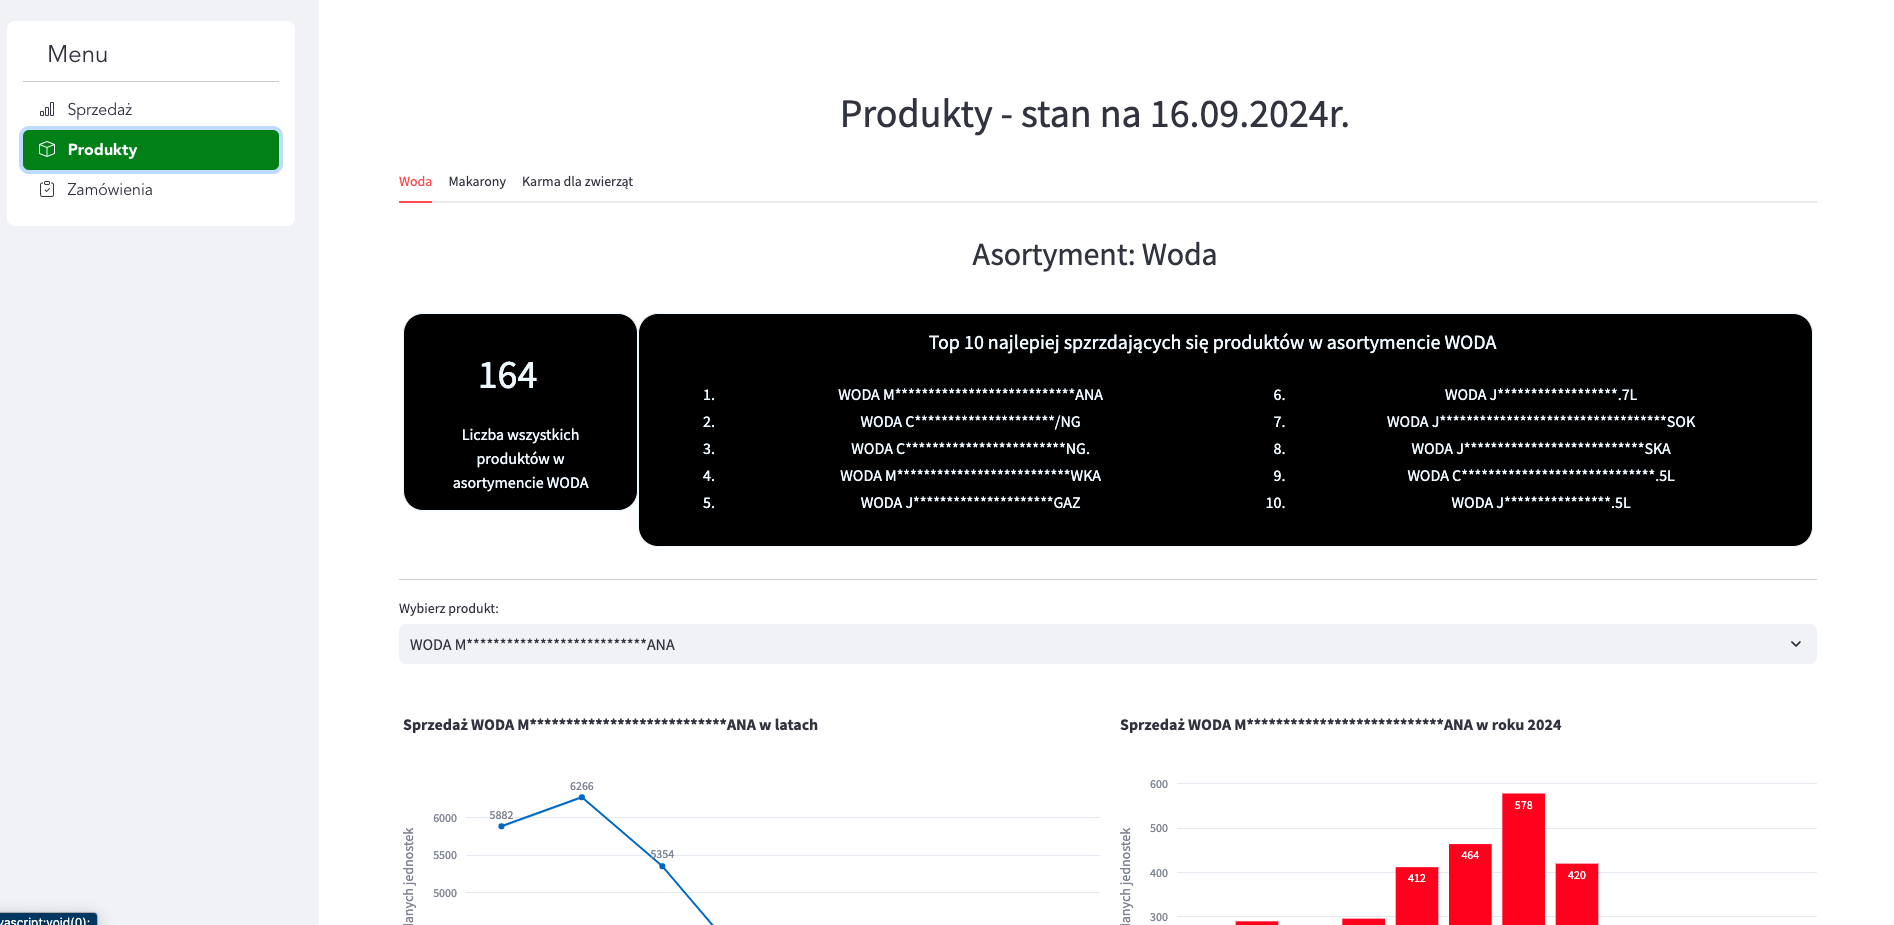 Menu
Sprzedaż
Produkty
Zamówienia
Produkty - stan na 16.09.2024r.
Woda Makarony Karma dla zwierząt
Asortyment: Woda
164
Liczba wszystkich
produktów w
asortymencie WODA
Top 10 najlepiej spzrzdających się produktów w asortymencie WODA
1. WODA M***************************ANA
2. WODA C*********************/NG
3. WODA C************************NG.
4. WODA M**************************WKA
5. WODA J*********************GAZ
6. WODA J******************.7L
7. WODA J**********************************SOK
8. WODA J***************************SKA
9. WODA C*****************************.5L
10. WODA J****************.5L
Wybierz produkt:
WODA M***************************ANA
Sprzedaż WODA M***************************ANA w latach
6266
5882
6000
5354
5500
5000
danych jednostek
Sprzedaż WODA M***************************ANA w roku 2024
600
578
500
464
420
412
400
300
danych jednostek
vascript:void(0);